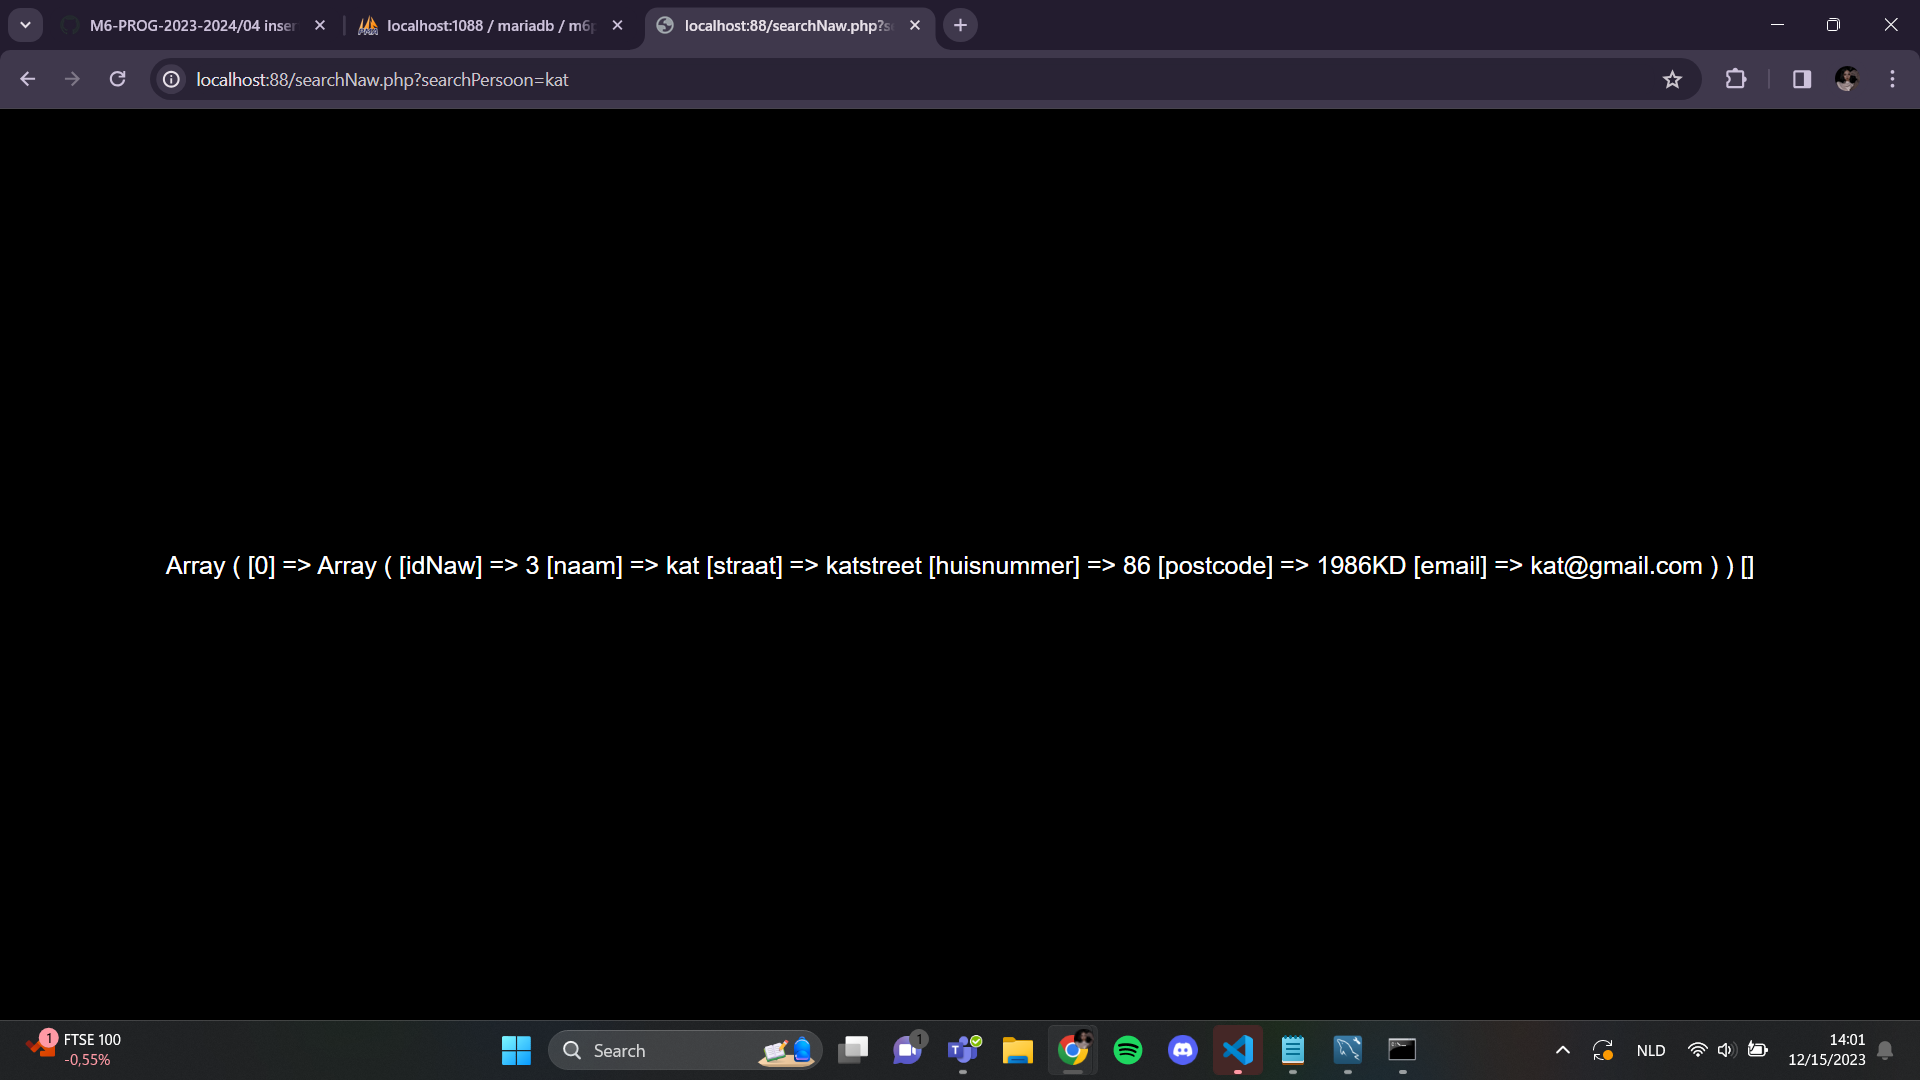 M6-PROG-2023-2024/04 inser
localhost:1088 / mariadb / m6p
localhost:88/searchNaw.php?se
localhost:88/searchNaw.php?searchPersoon=kat
Array ( [0] => Array ( [idNaw] => 3 [naam] => kat [straat] => katstreet [huisnummer] => 86 [postcode] => 1986KD [email] => kat@gmail.com ) ) []
1
FTSE 100
-0,55%
Search
1
NLD
14:01
12/15/2023